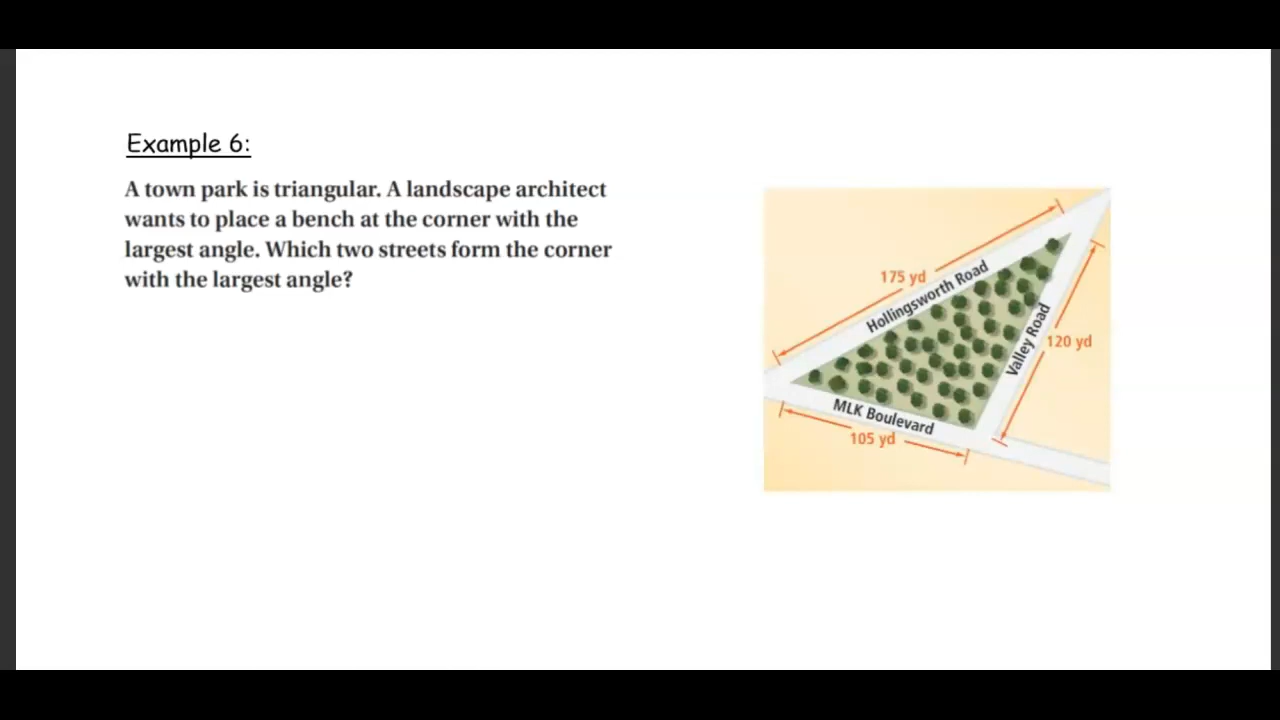 Example 6:
A town park is triangular. A landscape architect
wants to place a bench at the corner with the
largest angle. Which two streets form the corner
with the largest angle?
175 yd
Hollingsworth Road
Valley Road
120 yd
MLK Boulevard
105 yd